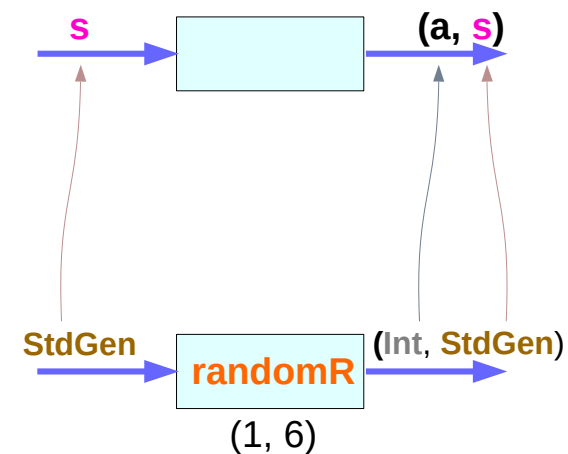 s (a, s)
StdGen randomR (Int, StdGen)
(1, 6)